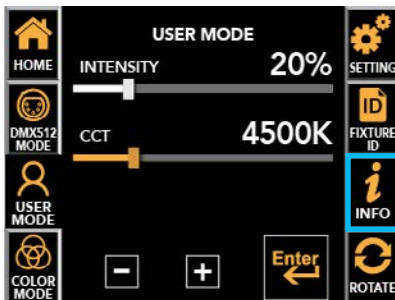 HOME
DMX512
MODE
USER
MODE
COLOR
MODE
USER MODE
INTENSITY 20%
CCT 4500K
- +
Enter
SETTING
ID
FIXTURE
ID
i
INFO
ROTATE